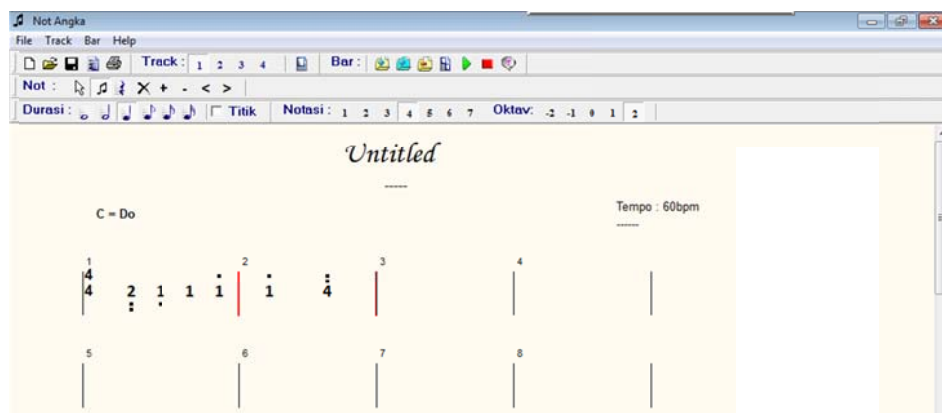 Not Angka
File Track Bar Help
Track : 1 2 3 4 Bar :
Not : + - < >
Durasi : Titik Notasi : 1 2 3 4 5 6 7 Oktav: -2 -1 0 1 2
Untitled
-----
C = Do
Tempo : 60bpm
------
1 2 3 4
4
4 2 1 1 1 1 4
5 6 7 8